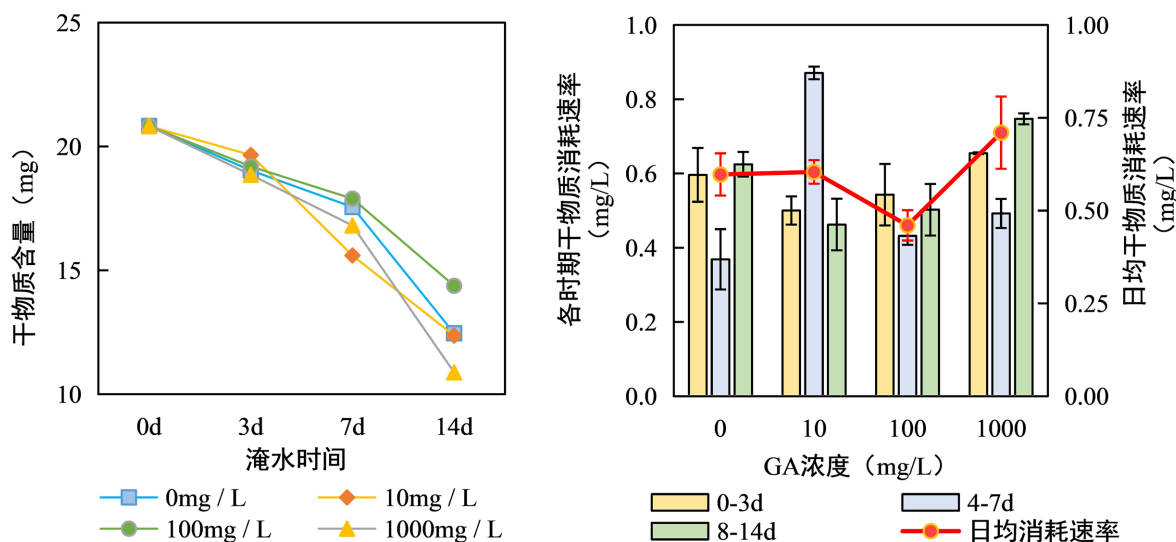 干物质含量（mg）
25
20
15
10
0d 3d 7d 14d
淹水时间
0mg / L 10mg / L
100mg / L 1000mg / L
各时期干物质消耗速率
（mg/L）
1.0
0.8
0.6
0.4
0.2
0.0
1.00
0.75
0.50
0.25
0.00
日均干物质消耗速率
（mg/L）
0 10 100 1000
GA浓度（mg/L）
0-3d 4-7d
8-14d 日均消耗速率